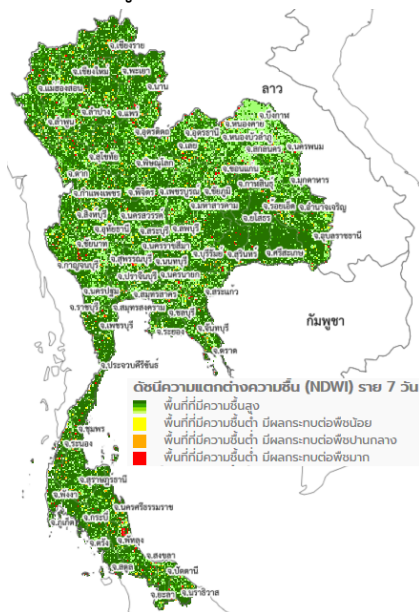 จ.เชียงราย
จ.เชียงใหม่
จ.พะเยา
จ.น่าน
จ.แม่ฮ่องสอน
ลาว
จ.ลำปาง
จ.แพร่
จ.ลำพูน
จ.บึงกาฬ
จ.หนองคาย
จ.อุตรดิตถ์
จ.อุดรธานี
จ.หนองบัวลำภู
จ.เลย
จ.สกลนคร
จ.นครพนม
จ.สุโขทัย
จ.พิษณุโลก
จ.ขอนแก่น
จ.ตาก
จ.กาฬสินธุ์
จ.มุกดาหาร
จ.กำแพงเพชร
จ.พิจิตร
จ.เพชรบูรณ์
จ.ชัยภูมิ
จ.มหาสารคาม
จ.ร้อยเอ็ด
จ.อำนาจเจริญ
จ.ยโสธร
จ.สิงห์บุรี
จ.นครสวรรค์
จ.อุทัยธานี
จ.สระบุรี
จ.ลพบุรี
จ.อุบลราชธานี
จ.ชัยนาท
จ.นครราชสีมา
จ.บุรีรัมย์
จ.สุรินทร์
จ.ศรีสะเกษ
จ.กาญจนบุรี
จ.สุพรรณบุรี
จ.นนทบุรี
จ.ปราจีนบุรี
จ.นครนายก
จ.สระแก้ว
จ.นครปฐม
จ.สมุทรสาคร
จ.ราชบุรี
จ.สมุทรสงคราม
จ.ชลบุรี
จ.เพชรบุรี
จ.ระยอง
จ.จันทบุรี
กัมพูชา
จ.ตราด
จ.ประจวบคีรีขันธ์
ดัชนีความแตกต่างความชื้น (NDWI) ราย 7 วัน
พื้นที่ที่มีความชื้นสูง
พื้นที่ที่มีความชื้นต่ำ มีผลกระทบต่อพืชน้อย
พื้นที่ที่มีความชื้นต่ำ มีผลกระทบต่อพืชปานกลาง
พื้นที่ที่มีความชื้นต่ำ มีผลกระทบต่อพืชมาก
จ.ชุมพร
จ.ระนอง
จ.สุราษฎร์ธานี
จ.พังงา
จ.นครศรีธรรมราช
จ.กระบี่
จ.ภูเก็ต
จ.ตรัง
จ.พัทลุง
จ.สงขลา
จ.สตูล
จ.ปัตตานี
จ.ยะลา
จ.นราธิวาส